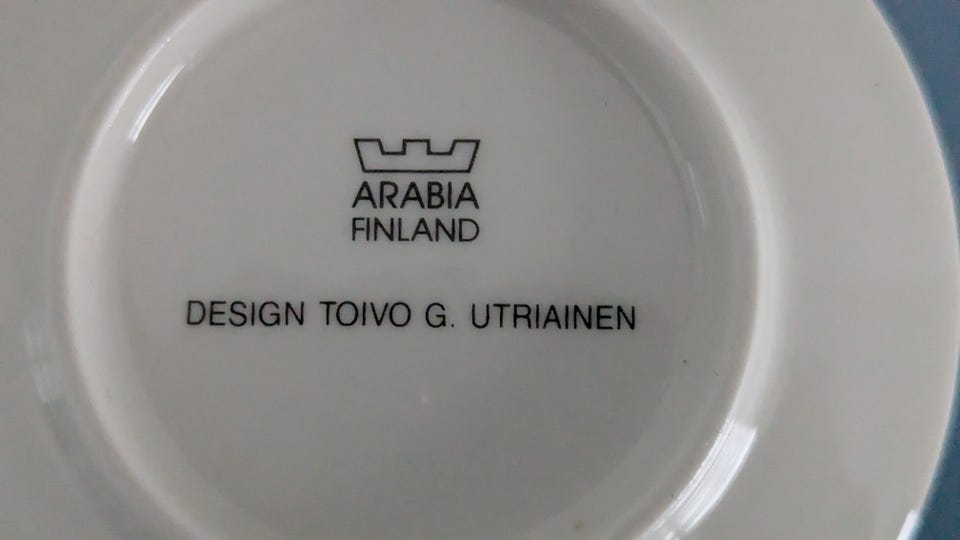 ARABIA
FINLAND
DESIGN TOIVO G. UTRIAINEN